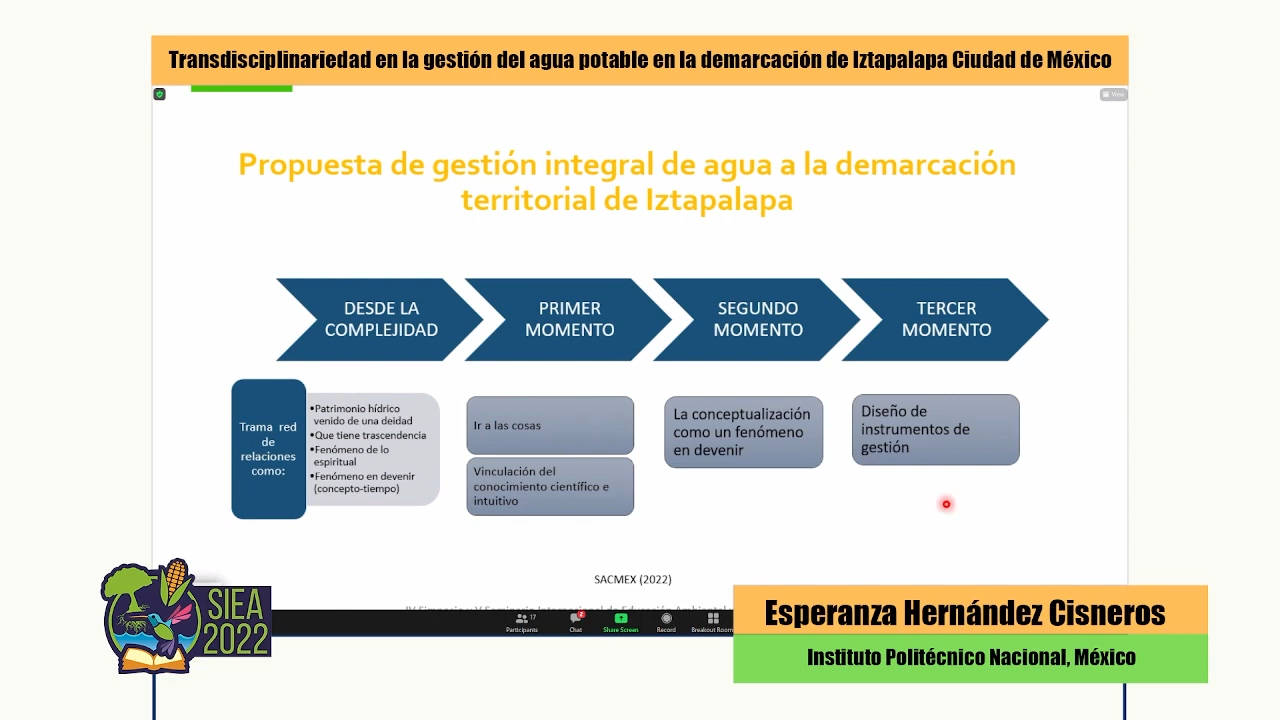 Transdisciplinariedad en la gestión del agua potable en la demarcación de Iztapalapa Ciudad de México
View
Propuesta de gestión integral de agua a la demarcación
territorial de Iztapalapa
DESDE LA
COMPLEJIDAD
PRIMER
MOMENTO
SEGUNDO
MOMENTO
TERCER
MOMENTO
Trama red
de
relaciones
como:
•Patrimonio hídrico
venido de una deidad
•Que tiene trascendencia
•Fenómeno de lo
espiritual
•Fenómeno en devenir
(concepto-tiempo)
Ir a las cosas
Vinculación del
conocimiento científico e
intuitivo
La conceptualización
como un fenómeno
en devenir
Diseño de
instrumentos de
gestión
SACMEX (2022)
17
2
Participants
Chat
Share Screen
Record
Breakout Room
SIEA
2022
Esperanza Hernández Cisneros
Instituto Politécnico Nacional, México